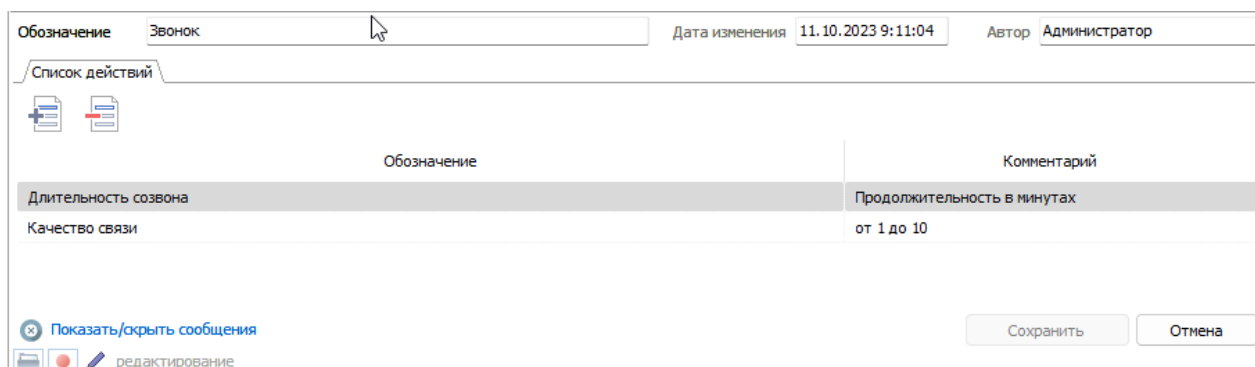 Обозначение Звонок Дата изменения 11.10.2023 9:11:04 Автор Администратор
Список действий
Обозначение Комментарий
Длительность созвона Продолжительность в минутах
Качество связи от 1 до 10
Показать/скрыть сообщения Сохранить Отмена
редактирование